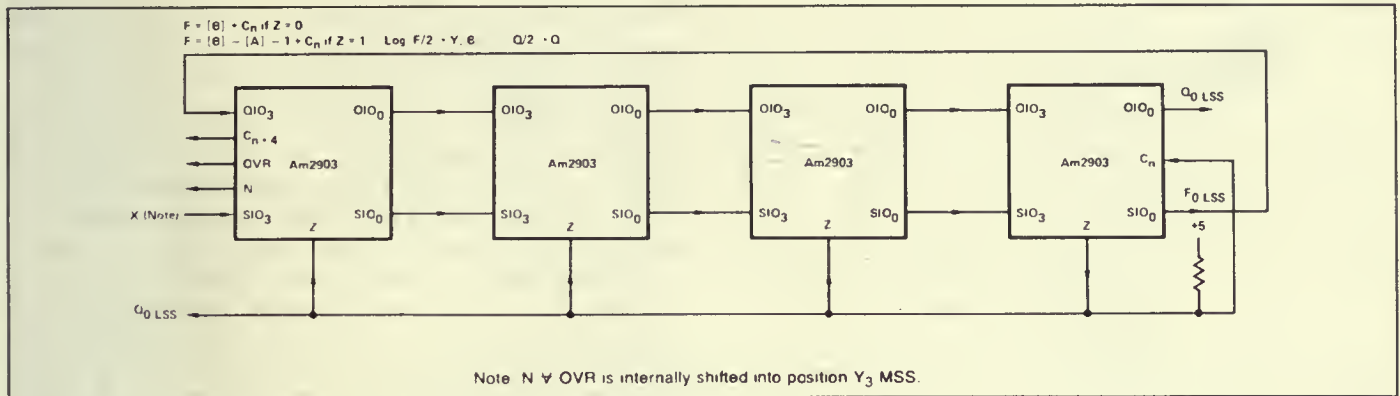 F = [B] + Cn if Z = 0
F = [B] - [A] - 1 + Cn if Z = 1 Log F/2 → Y, B Q/2 → Q
QIO3 QIO0 QIO3 QIO0 QIO3 QIO0 QIO3 QIO0 Q0 LSS
Cn + 4
Cn
Am2903 Am2903 Am2903 Am2903
OVR
N
F0 LSS
X (Note) SIO3 SIO0 SIO3 SIO0 SIO3 SIO0 SIO3 SIO0
+5
Z Z Z Z
Q0 LSS
Note N ∀ OVR is internally shifted into position Y3 MSS.